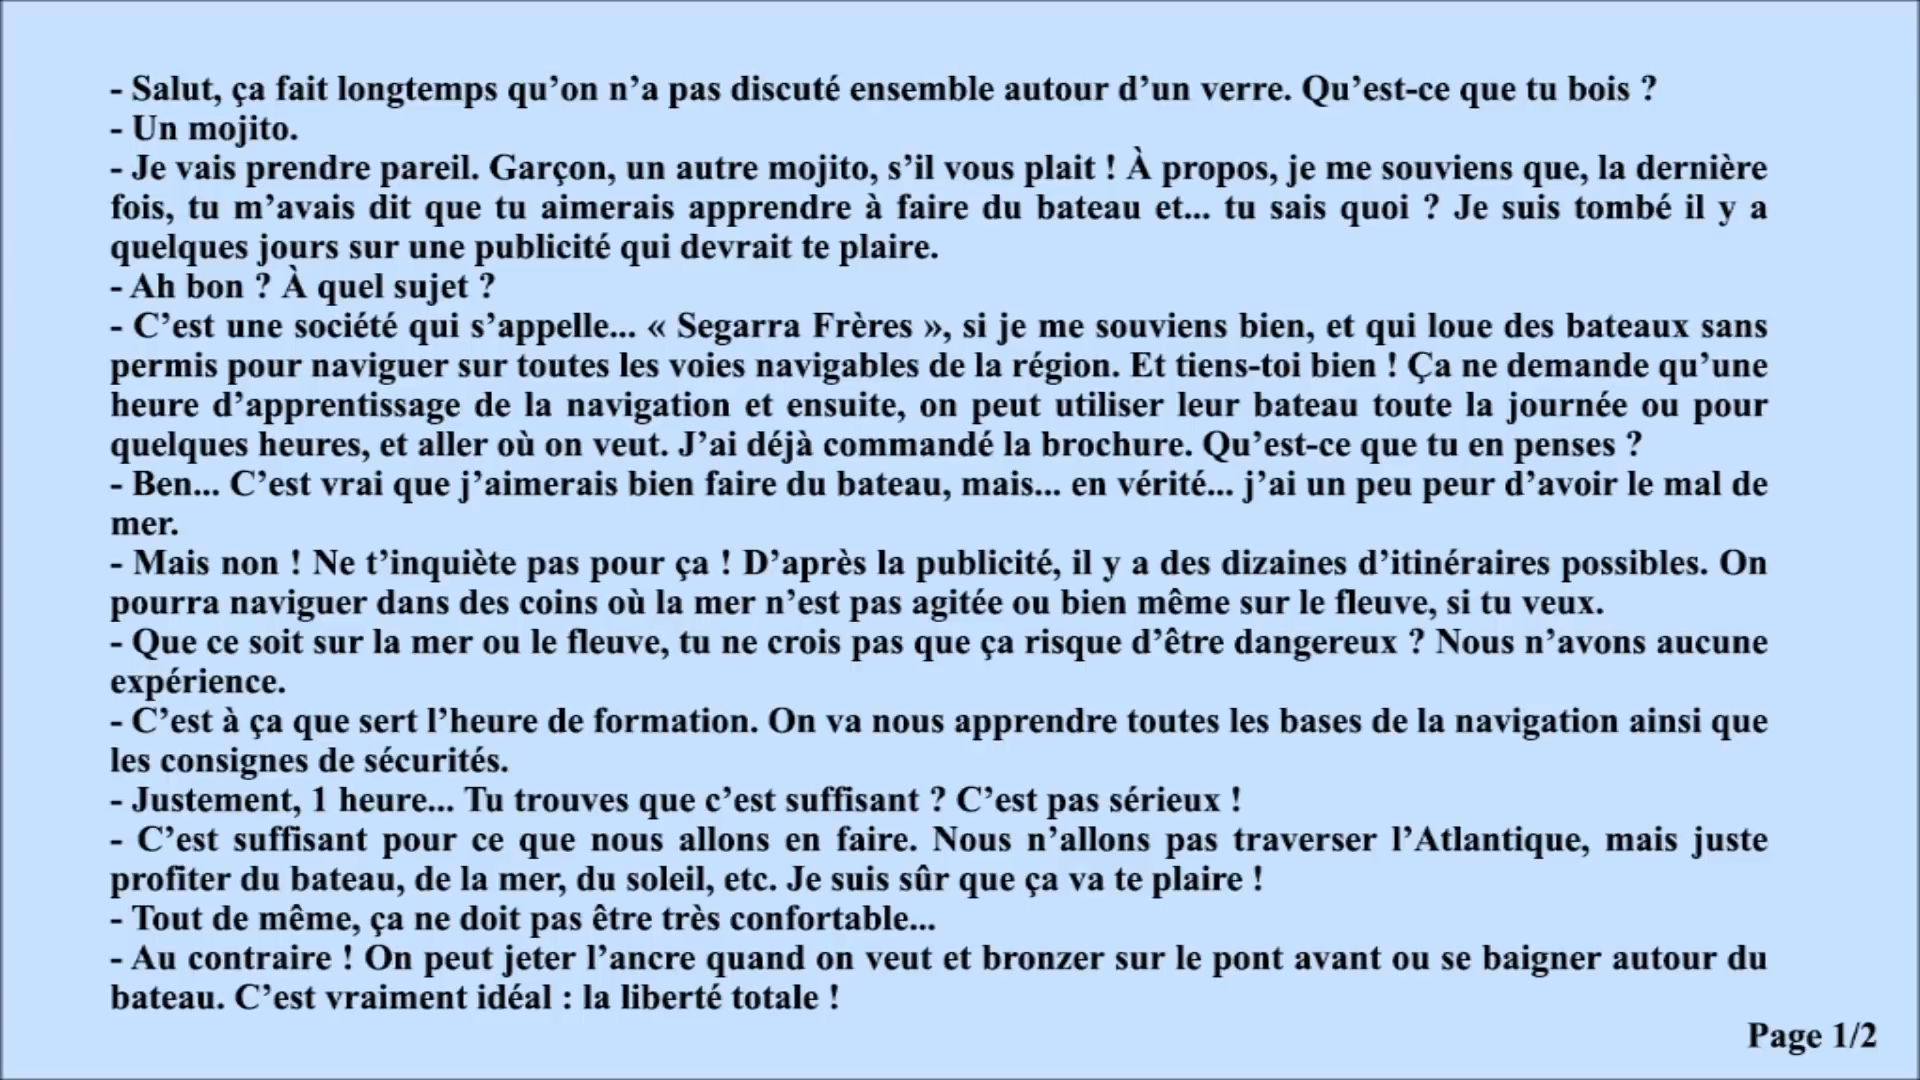 - Salut, ça fait longtemps qu’on n’a pas discuté ensemble autour d’un verre. Qu’est-ce que tu bois ?
- Un mojito.
- Je vais prendre pareil. Garçon, un autre mojito, s’il vous plait ! À propos, je me souviens que, la dernière
fois, tu m’avais dit que tu aimerais apprendre à faire du bateau et... tu sais quoi ? Je suis tombé il y a
quelques jours sur une publicité qui devrait te plaire.
- Ah bon ? À quel sujet ?
- C’est une société qui s’appelle... « Segarra Frères », si je me souviens bien, et qui loue des bateaux sans
permis pour naviguer sur toutes les voies navigables de la région. Et tiens-toi bien ! Ça ne demande qu’une
heure d’apprentissage de la navigation et ensuite, on peut utiliser leur bateau toute la journée ou pour
quelques heures, et aller où on veut. J’ai déjà commandé la brochure. Qu’est-ce que tu en penses ?
- Ben... C’est vrai que j’aimerais bien faire du bateau, mais... en vérité... j’ai un peu peur d’avoir le mal de
mer.
- Mais non ! Ne t’inquiète pas pour ça ! D’après la publicité, il y a des dizaines d’itinéraires possibles. On
pourra naviguer dans des coins où la mer n’est pas agitée ou bien même sur le fleuve, si tu veux.
- Que ce soit sur la mer ou le fleuve, tu ne crois pas que ça risque d’être dangereux ? Nous n’avons aucune
expérience.
- C’est à ça que sert l’heure de formation. On va nous apprendre toutes les bases de la navigation ainsi que
les consignes de sécurités.
- Justement, 1 heure... Tu trouves que c’est suffisant ? C’est pas sérieux !
- C’est suffisant pour ce que nous allons en faire. Nous n’allons pas traverser l’Atlantique, mais juste
profiter du bateau, de la mer, du soleil, etc. Je suis sûr que ça va te plaire !
- Tout de même, ça ne doit pas être très confortable...
- Au contraire ! On peut jeter l’ancre quand on veut et bronzer sur le pont avant ou se baigner autour du
bateau. C’est vraiment idéal : la liberté totale !
Page 1/2